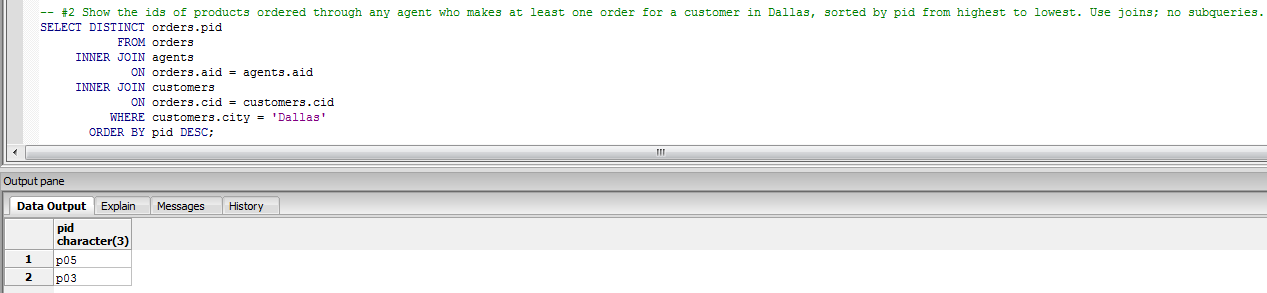 -- #2 Show the ids of products ordered through any agent who makes at least one order for a customer in Dallas, sorted by pid from highest to lowest. Use joins; no subqueries.
SELECT DISTINCT orders.pid
FROM orders
INNER JOIN agents
ON orders.aid = agents.aid
INNER JOIN customers
ON orders.cid = customers.cid
WHERE customers.city = 'Dallas'
ORDER BY pid DESC;
Output pane
Data Output Explain Messages History
pid
character(3)
1 p05
2 p03